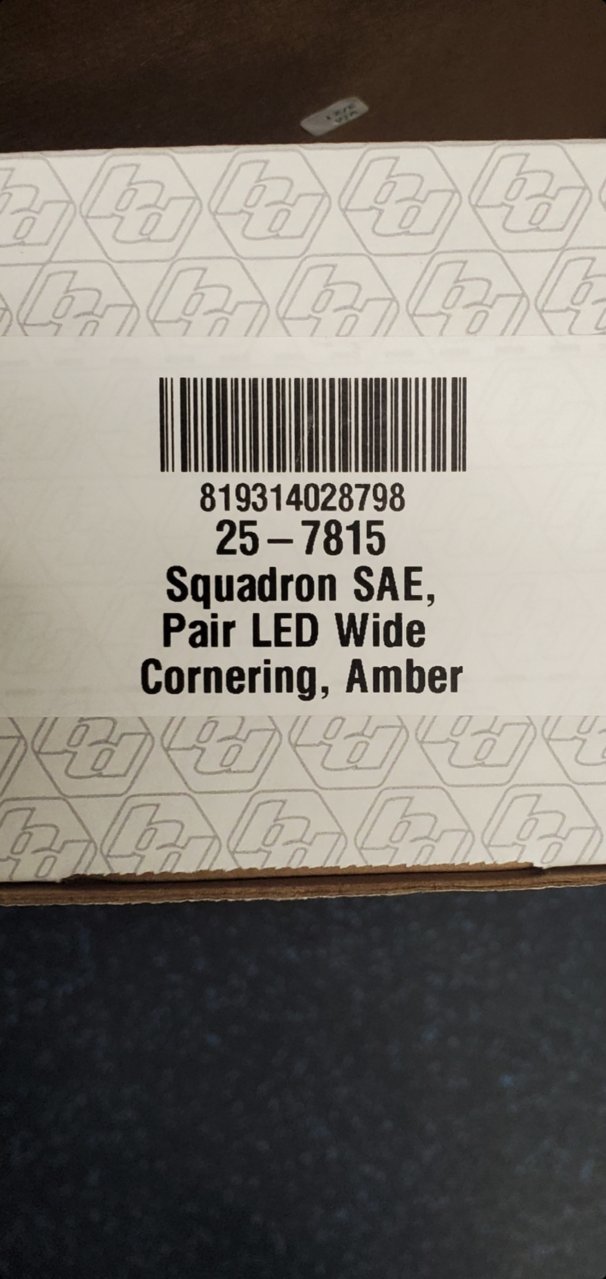 819314028798
25-7815
Squadron SAE,
Pair LED Wide
Cornering, Amber